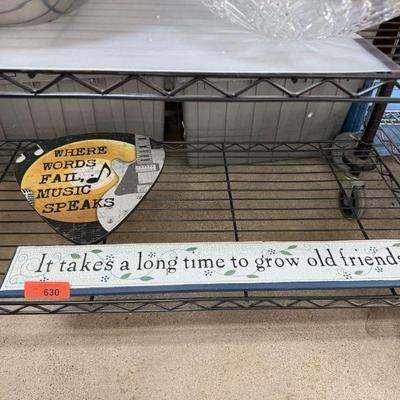 WHERE
WORDS
FAIL,
MUSIC
SPEAKS
It takes a long time to grow old friends
630